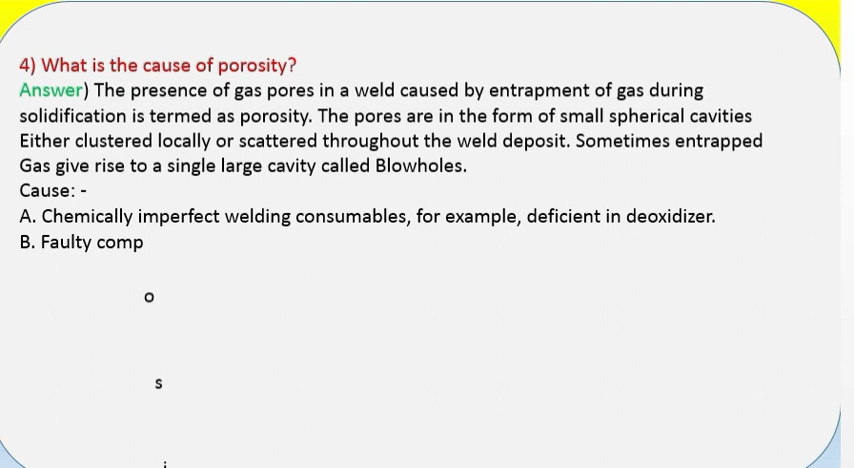 4) What is the cause of porosity?
Answer) The presence of gas pores in a weld caused by entrapment of gas during
solidification is termed as porosity. The pores are in the form of small spherical cavities
Either clustered locally or scattered throughout the weld deposit. Sometimes entrapped
Gas give rise to a single large cavity called Blowholes.
Cause: -
A. Chemically imperfect welding consumables, for example, deficient in deoxidizer.
B. Faulty comp
o
s
i